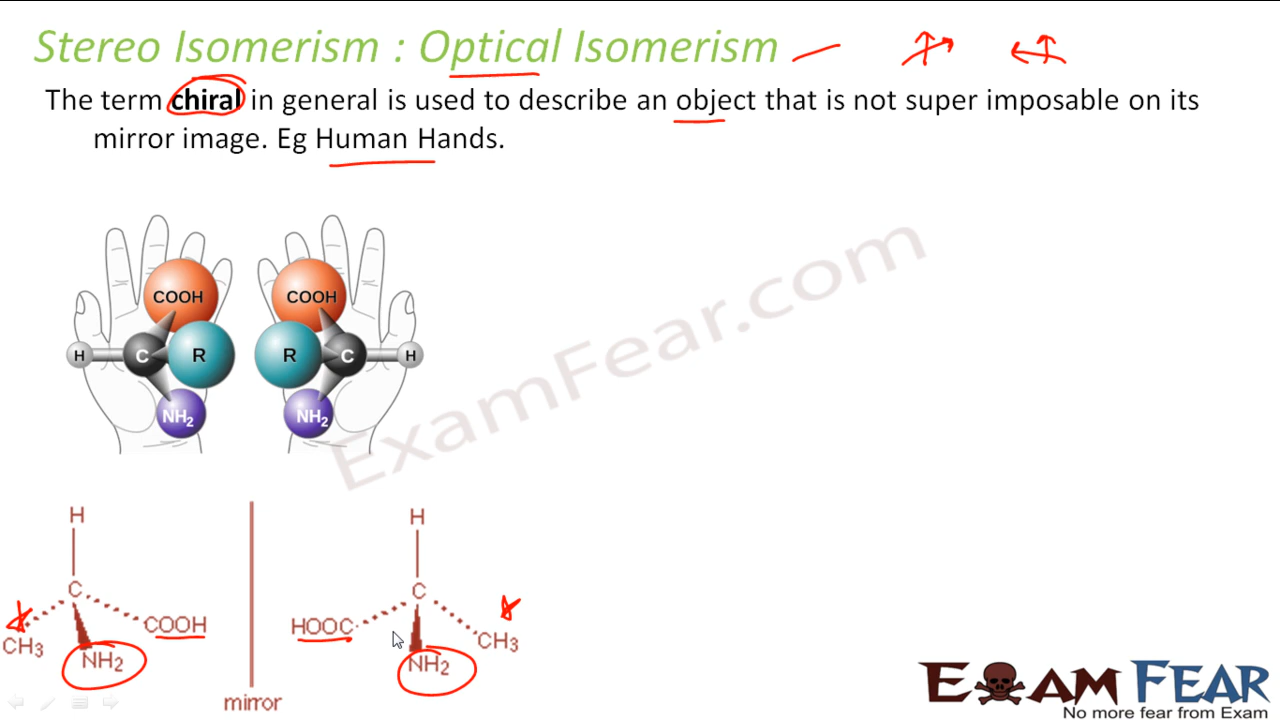 Stereo Isomerism : Optical Isomerism
The term chiral in general is used to describe an object that is not super imposable on its
mirror image. Eg Human Hands.
COOH COOH
H C R R C H
NH₂ NH₂
ExamFear.com
H H
C C
CH₃ COOH HOOC CH₃
NH₂ NH₂
mirror
EXAM FEAR
No more fear from Exam